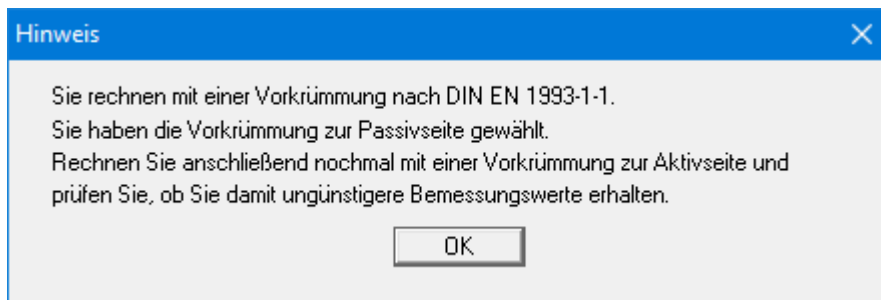 Hinweis
Sie rechnen mit einer Vorkrümmung nach DIN EN 1993-1-1.
Sie haben die Vorkrümmung zur Passivseite gewählt.
Rechnen Sie anschließend nochmal mit einer Vorkrümmung zur Aktivseite und
prüfen Sie, ob Sie damit ungünstigere Bemessungswerte erhalten.
OK